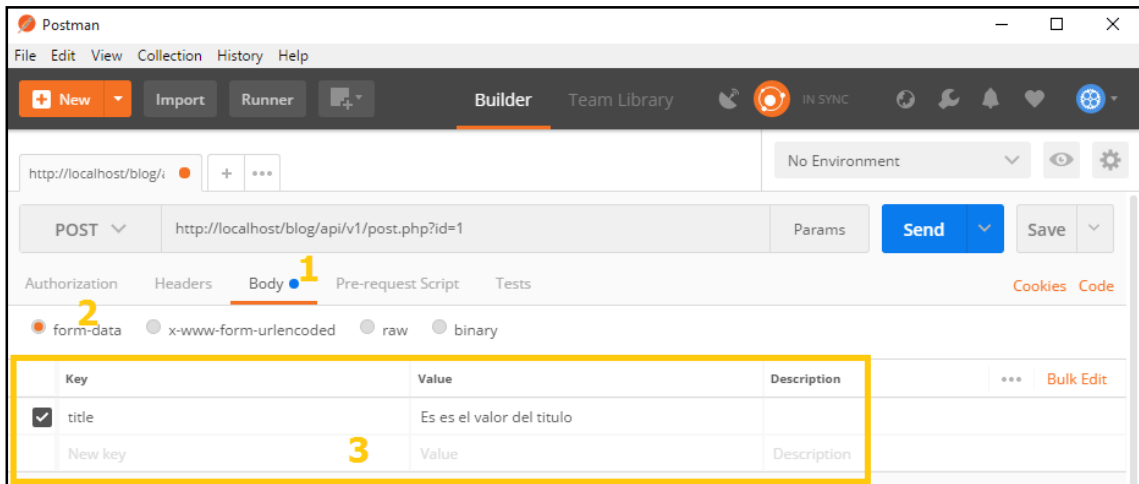 Postman
File Edit View Collection History Help
New Import Runner Builder Team Library IN SYNC
http://localhost/blog/a No Environment
POST http://localhost/blog/api/v1/post.php?id=1 Params Send Save
Authorization Headers Body 1 Pre-request Script Tests Cookies Code
2
form-data x-www-form-urlencoded raw binary
Key Value Description Bulk Edit
title Es es el valor del titulo
New key 3 Value Description